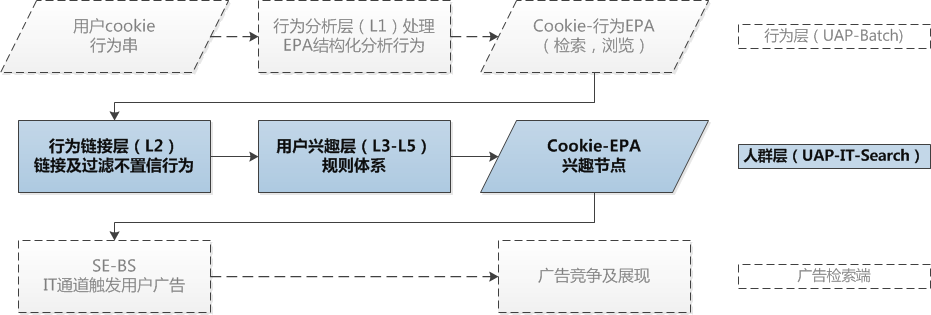 用户cookie
行为串
行为分析层（L1）处理
EPA结构化分析行为
Cookie-行为EPA
（检索，浏览）
行为层（UAP-Batch)
行为链接层（L2）
链接及过滤不置信行为
用户兴趣层（L3-L5）
规则体系
Cookie-EPA
兴趣节点
人群层（UAP-IT-Search）
SE-BS
IT通道触发用户广告
广告竞争及展现
广告检索端